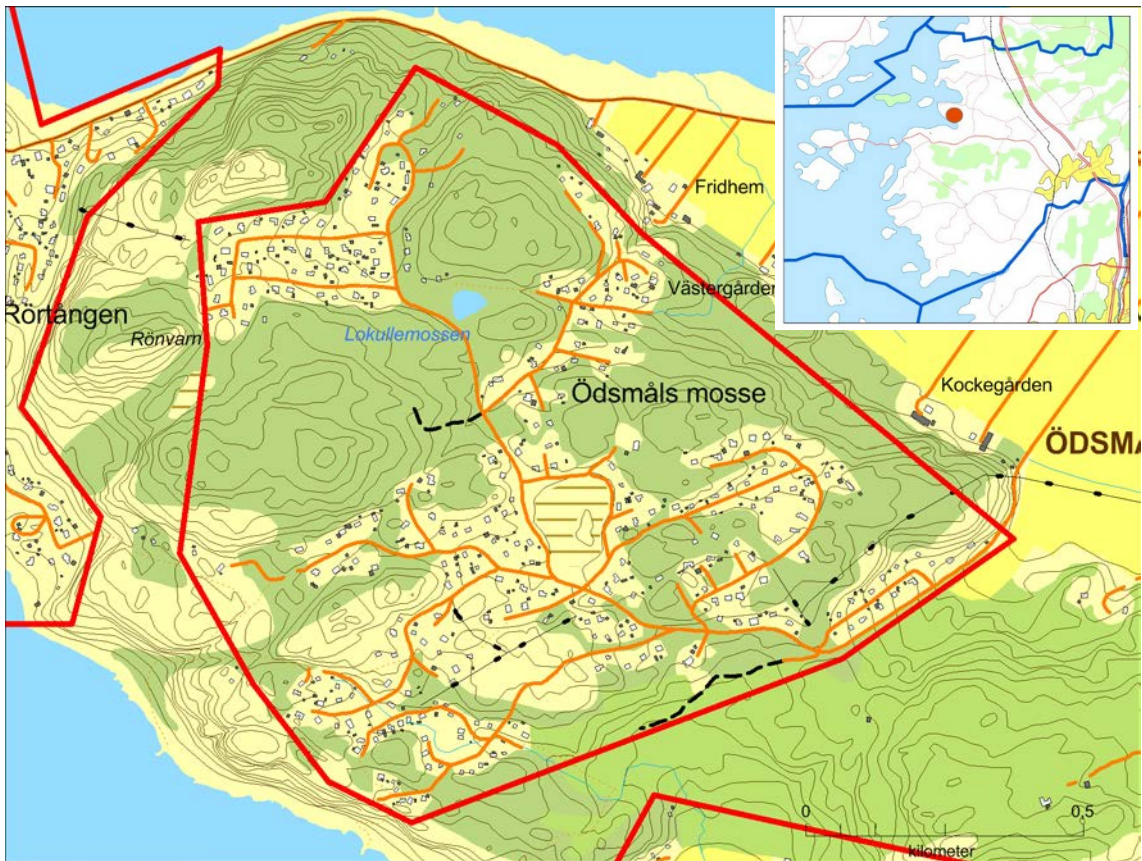 Fridhem
Västergården
Rörtången
Rönvarn
Lokullemossen
Ödsmåls mosse
Kockegården
ÖDSMÅ
0
0,5
kilometer